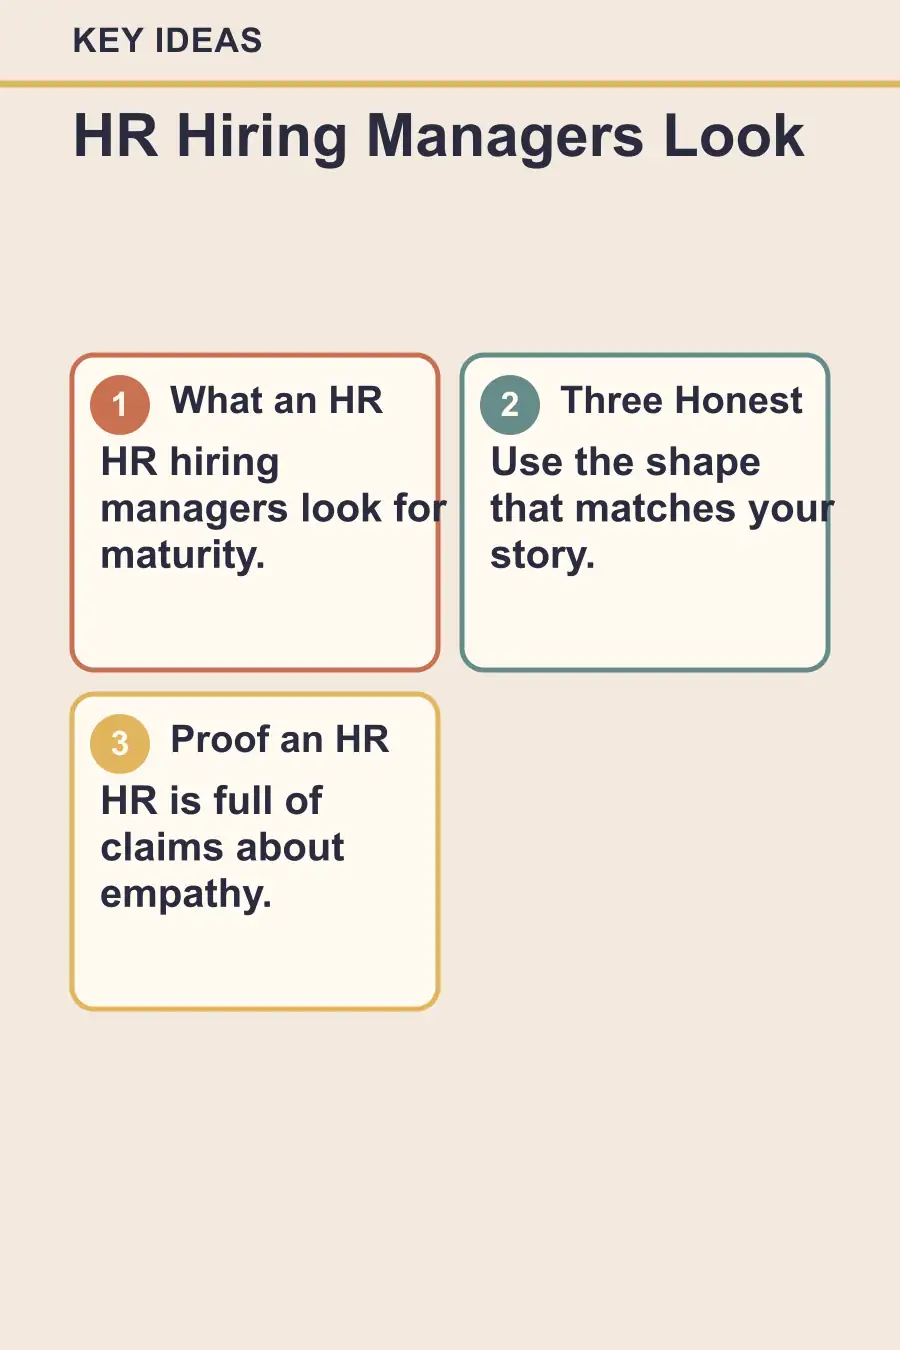 KEY IDEAS
HR Hiring Managers Look
1
What an HR
HR hiring
managers look for
maturity.
2
Three Honest
Use the shape
that matches your
story.
3
Proof an HR
HR is full of
claims about
empathy.